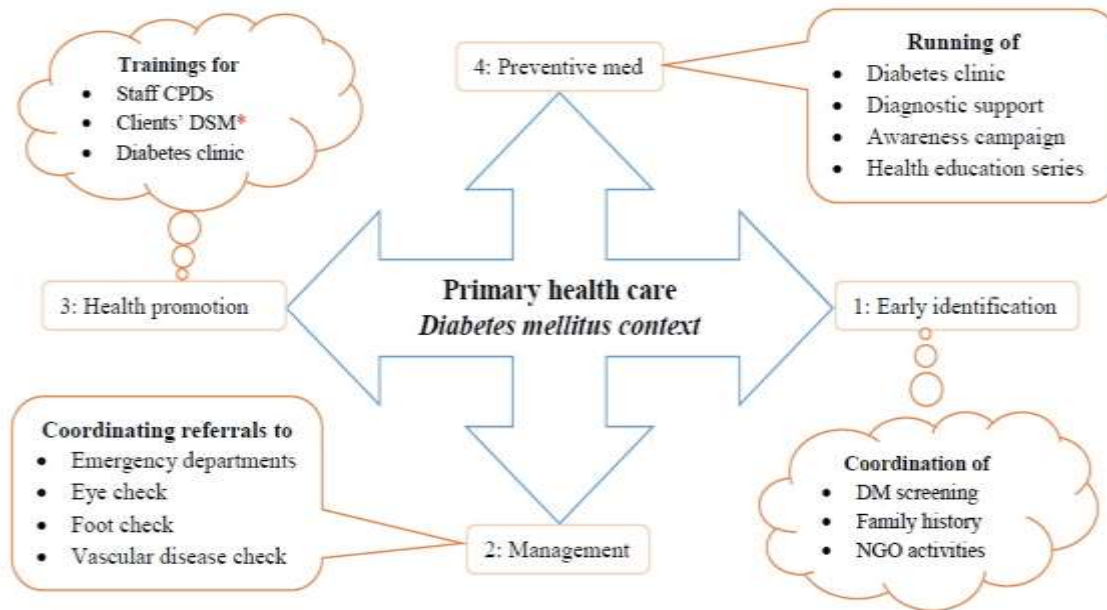 Trainings for
• Staff CPDs
• Clients’ DSM*
• Diabetes clinic
4: Preventive med
Running of
• Diabetes clinic
• Diagnostic support
• Awareness campaign
• Health education series
3: Health promotion
Primary health care
Diabetes mellitus context
1: Early identification
Coordinating referrals to
• Emergency departments
• Eye check
• Foot check
• Vascular disease check
2: Management
Coordination of
• DM screening
• Family history
• NGO activities